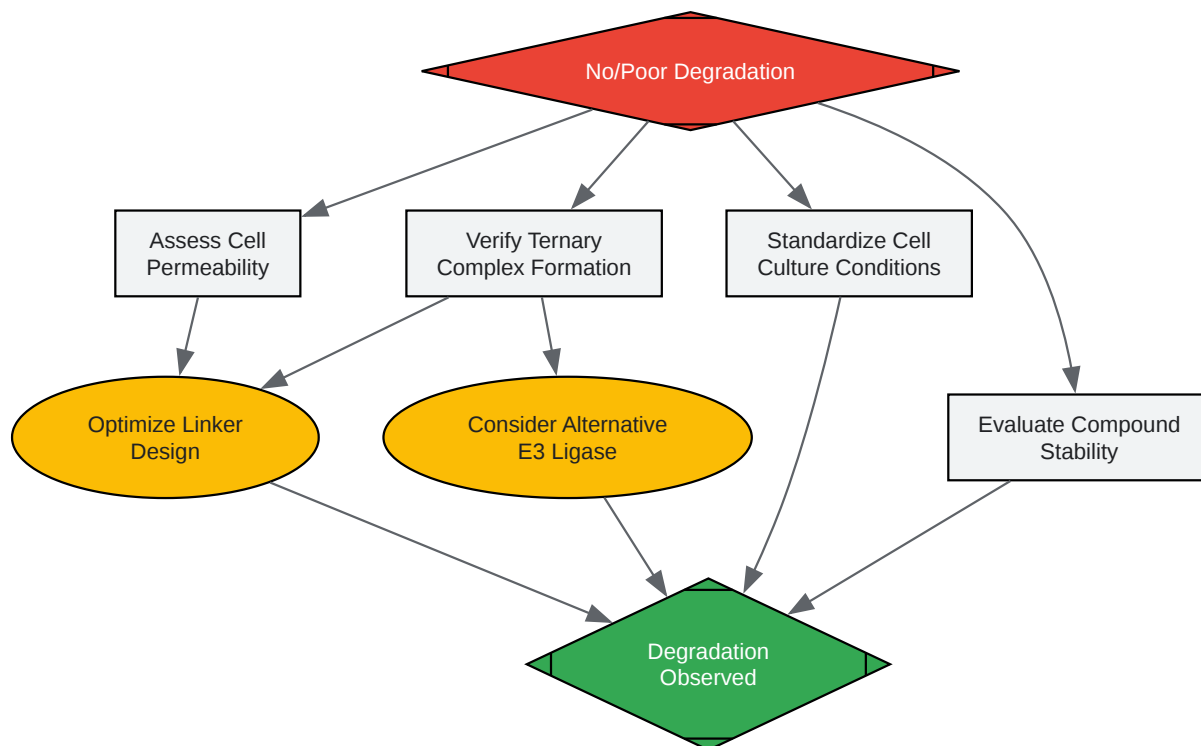 No/Poor Degradation
Assess Cell
Permeability
Verify Ternary
Complex Formation
Standardize Cell
Culture Conditions
Optimize Linker
Design
Consider Alternative
E3 Ligase
Evaluate Compound
Stability
Degradation
Observed